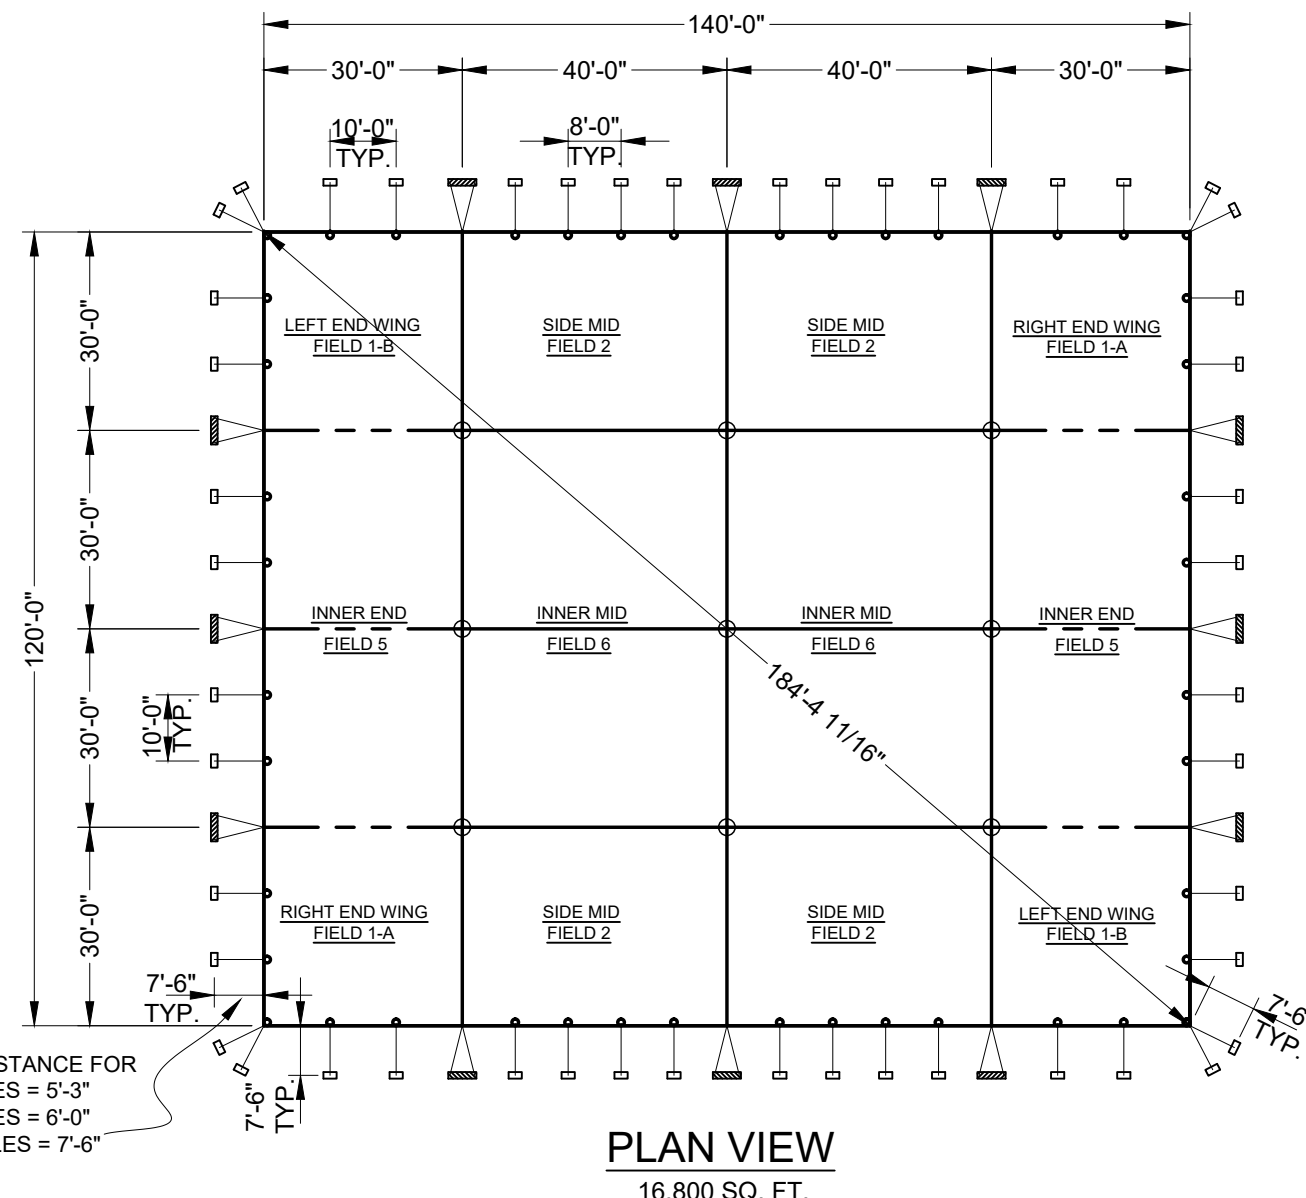 140'-0"
30'-0"
40'-0"
40'-0"
30'-0"
10'-0"
TYP.
8'-0"
TYP.
30'-0"
LEFT END WING
FIELD 1-B
SIDE MID
FIELD 2
SIDE MID
FIELD 2
RIGHT END WING
FIELD 1-A
30'-0"
120'-0"
INNER END
FIELD 5
INNER MID
FIELD 6
INNER MID
FIELD 6
INNER END
FIELD 5
184'-4 11/16"
30'-0"
10'-0"
TYP.
30'-0"
RIGHT END WING
FIELD 1-A
SIDE MID
FIELD 2
SIDE MID
FIELD 2
LEFT END WING
FIELD 1-B
7'-6"
TYP.
7'-6
TYP.
7'-6"
TYP.
STANCE FOR
ES = 5'-3"
ES = 6'-0"
LES = 7'-6"
PLAN VIEW
16,800 SQ. FT.